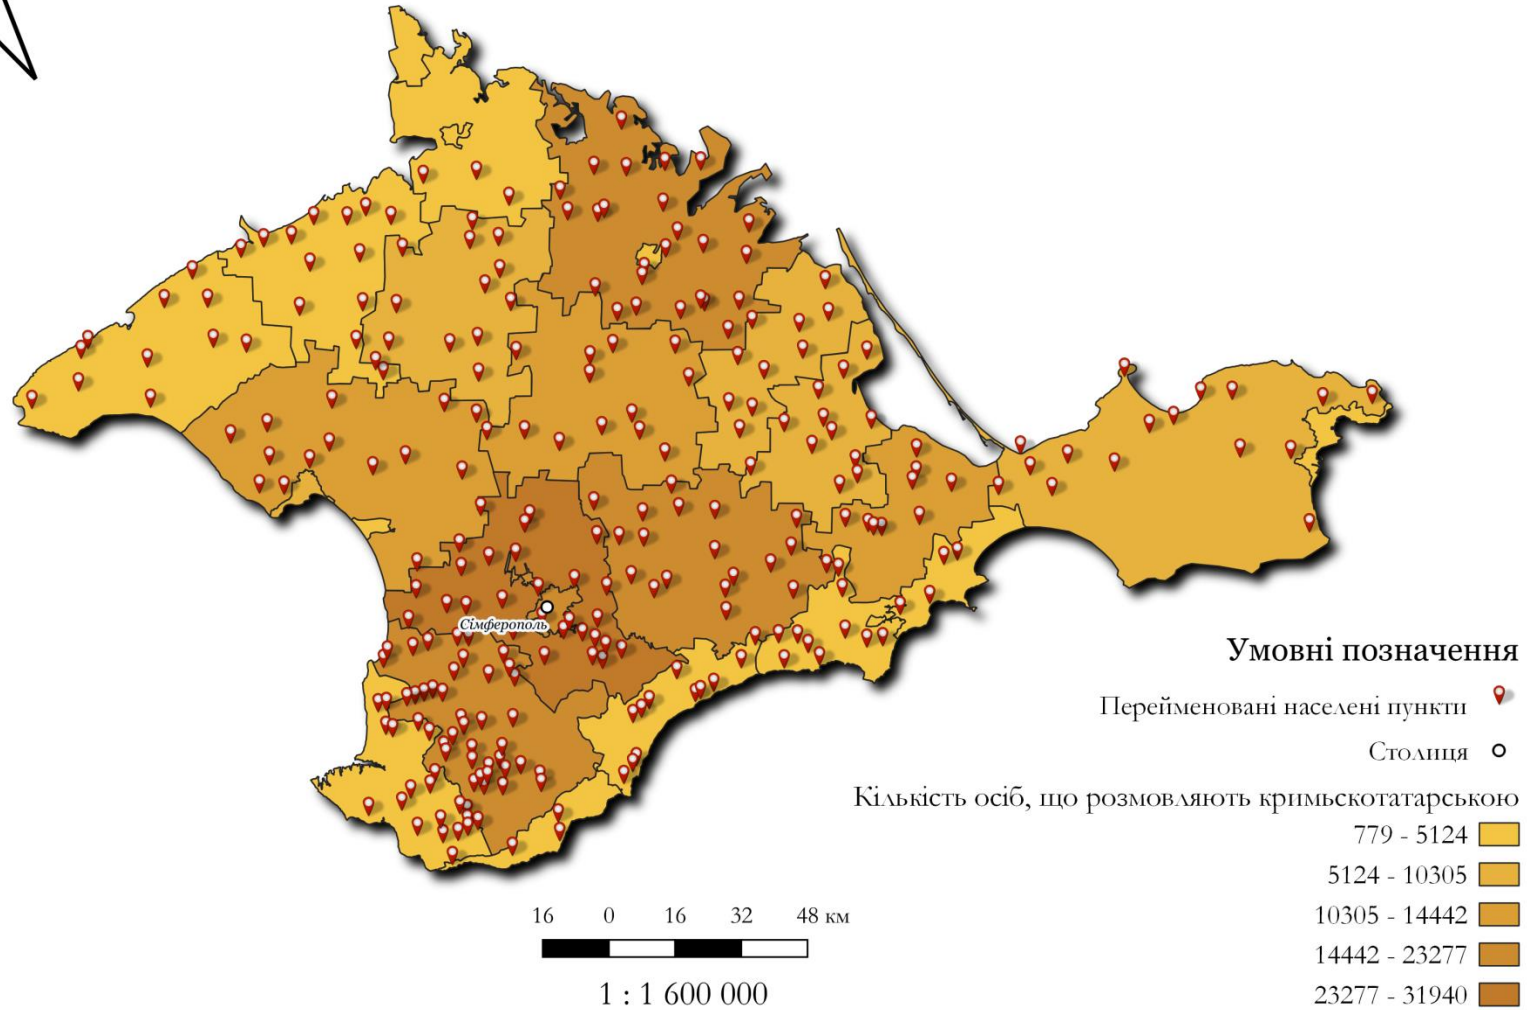 Сімферополь
Умовні позначення
Перейменовані населені пункти
Столиця
Кількість осіб, що розмовляють кримьскотатарською
779 - 5124
5124 - 10305
10305 - 14442
14442 - 23277
23277 - 31940
16 0 16 32 48 км
1 : 1 600 000